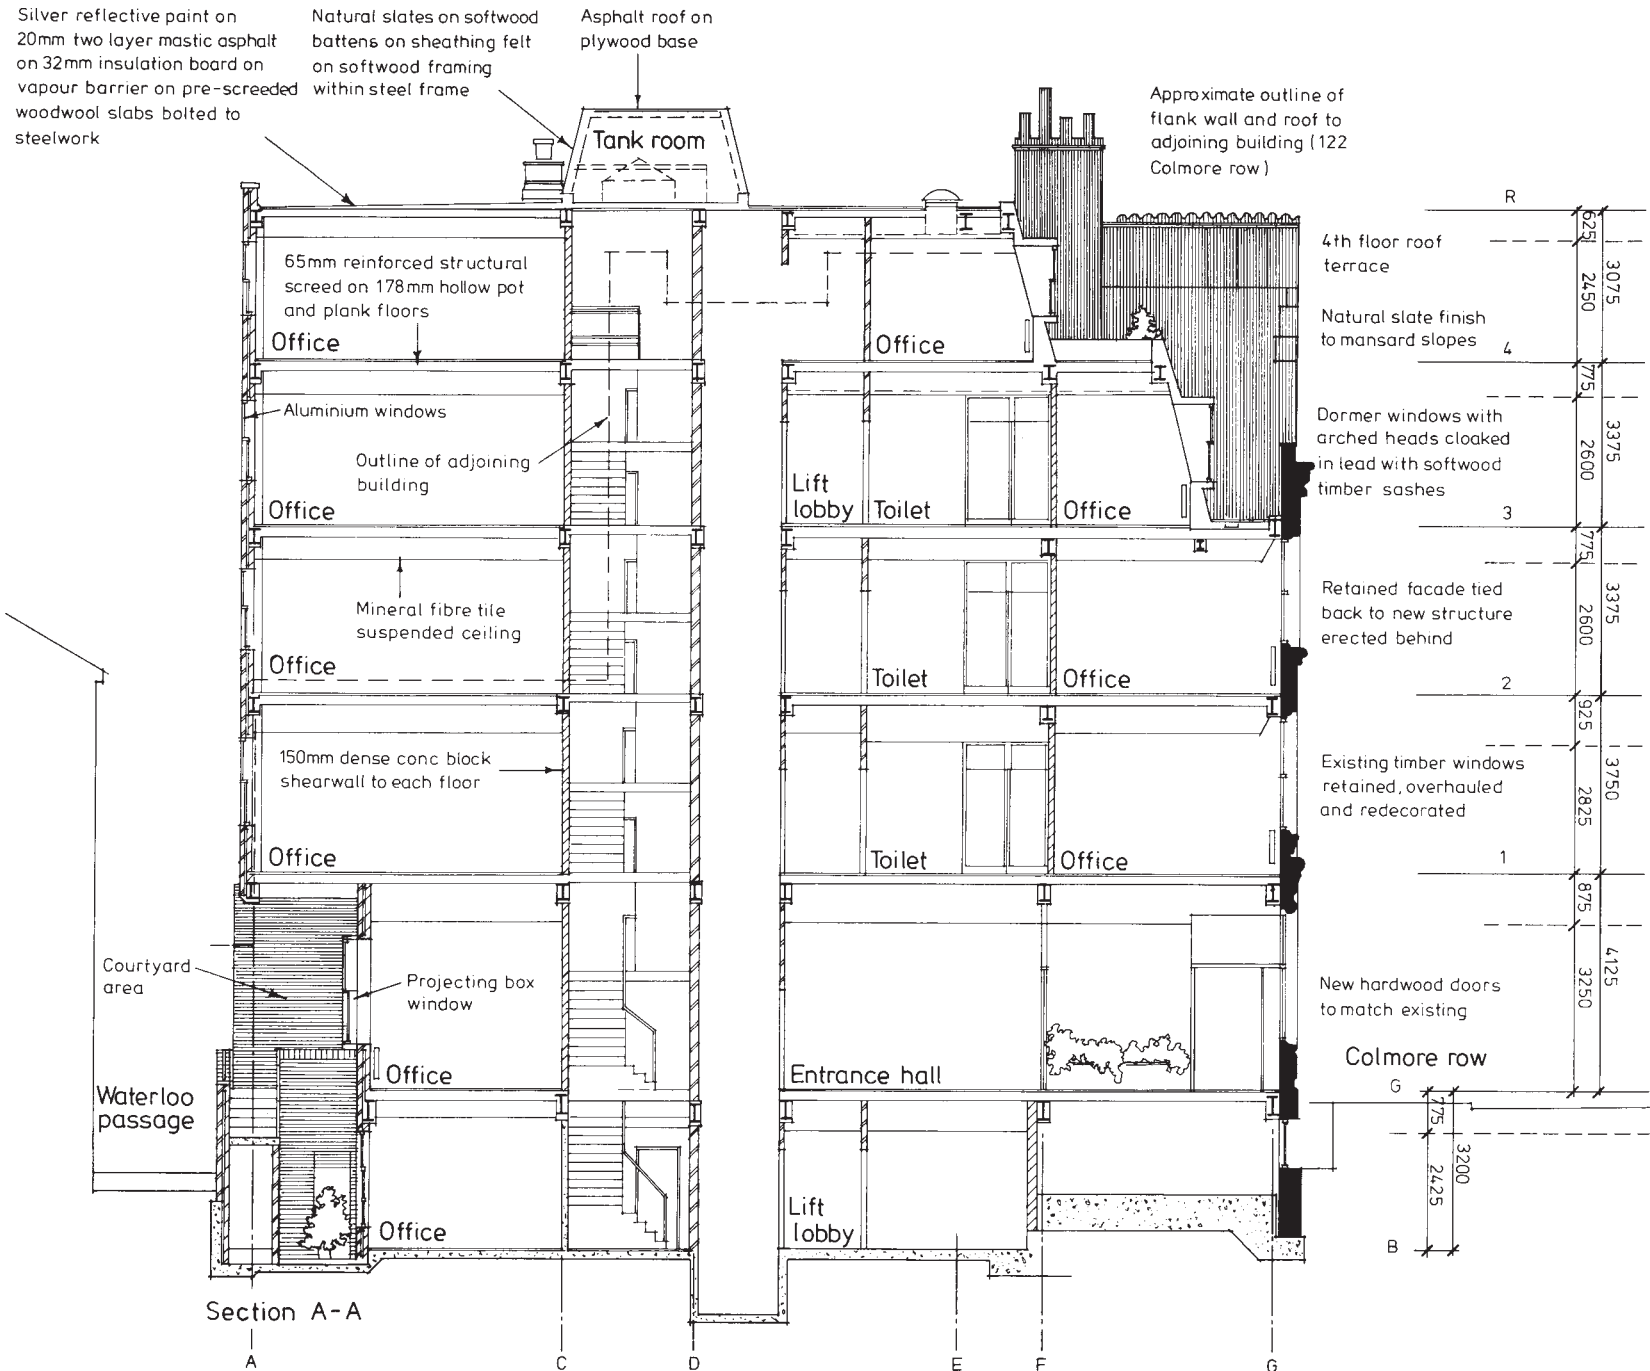 Silver reflective paint on
20mm two layer mastic asphalt
on 32mm insulation board on
vapour barrier on pre-screeded
woodwool slabs bolted to
steelwork
Natural slates on softwood
battens on sheathing felt
on softwood framing
within steel frame
Asphalt roof on
plywood base
Tank room
Approximate outline of
flank wall and roof to
adjoining building (122
Colmore row)
R
625
3075
2450
4th floor roof
terrace
65mm reinforced structural
screed on 178mm hollow pot
and plank floors
Natural slate finish
to mansard slopes
4
Office
Office
775
3375
2600
Aluminium windows
Dormer windows with
arched heads cloaked
in lead with softwood
timber sashes
Outline of adjoining
building
Office
Lift
lobby
Toilet
Office
3
775
3375
2600
Mineral fibre tile
suspended ceiling
Retained facade tied
back to new structure
erected behind
Office
Toilet
Office
2
925
3750
2825
150mm dense conc block
shearwall to each floor
Existing timber windows
retained, overhauled
and redecorated
Office
Toilet
Office
1
875
4125
3250
Courtyard
area
Projecting box
window
New hardwood doors
to match existing
Colmore row
Waterloo
passage
Office
Entrance hall
G
775
3200
2425
Office
Lift
lobby
B
Section A-A
A
C
D
E
F
G